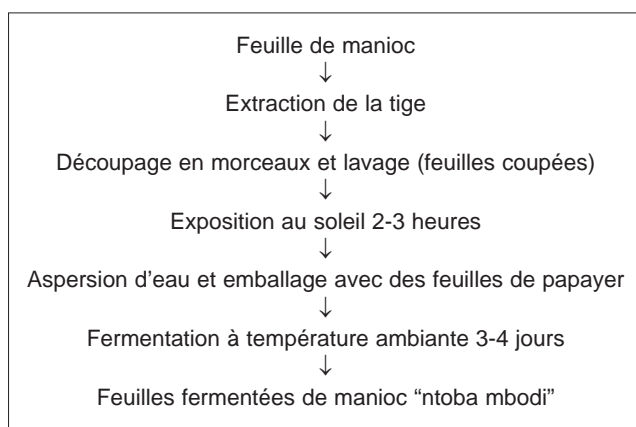 Feuille de manioc
↓
Extraction de la tige
↓
Découpage en morceaux et lavage (feuilles coupées)
↓
Exposition au soleil 2-3 heures
↓
Aspersion d'eau et emballage avec des feuilles de papayer
↓
Fermentation à température ambiante 3-4 jours
↓
Feuilles fermentées de manioc “ntoba mbodi”